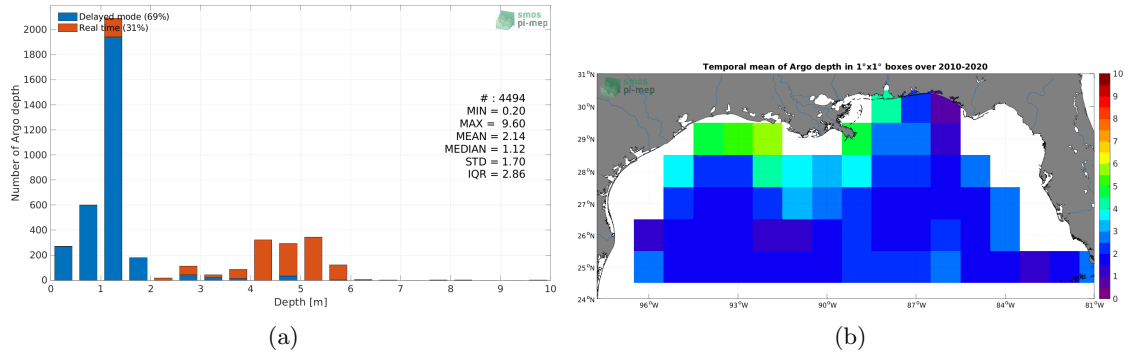 Delayed mode (69%)
Real time (31%)
smos
pi-mep
# : 4494
MIN = 0.20
MAX = 9.60
MEAN = 2.14
MEDIAN = 1.12
STD = 1.70
IQR = 2.86
Number of Argo depth
2000
1800
1600
1400
1200
1000
800
600
400
200
0
0 1 2 3 4 5 6 7 8 9 10
Depth [m]
(a)
Temporal mean of Argo depth in 1°x1° boxes over 2010-2020
smos
pi-mep
31°N
30°N
29°N
28°N
27°N
26°N
25°N
24°N
96°W 93°W 90°W 87°W 84°W 81°W
10
9
8
7
6
5
4
3
2
1
0
(b)